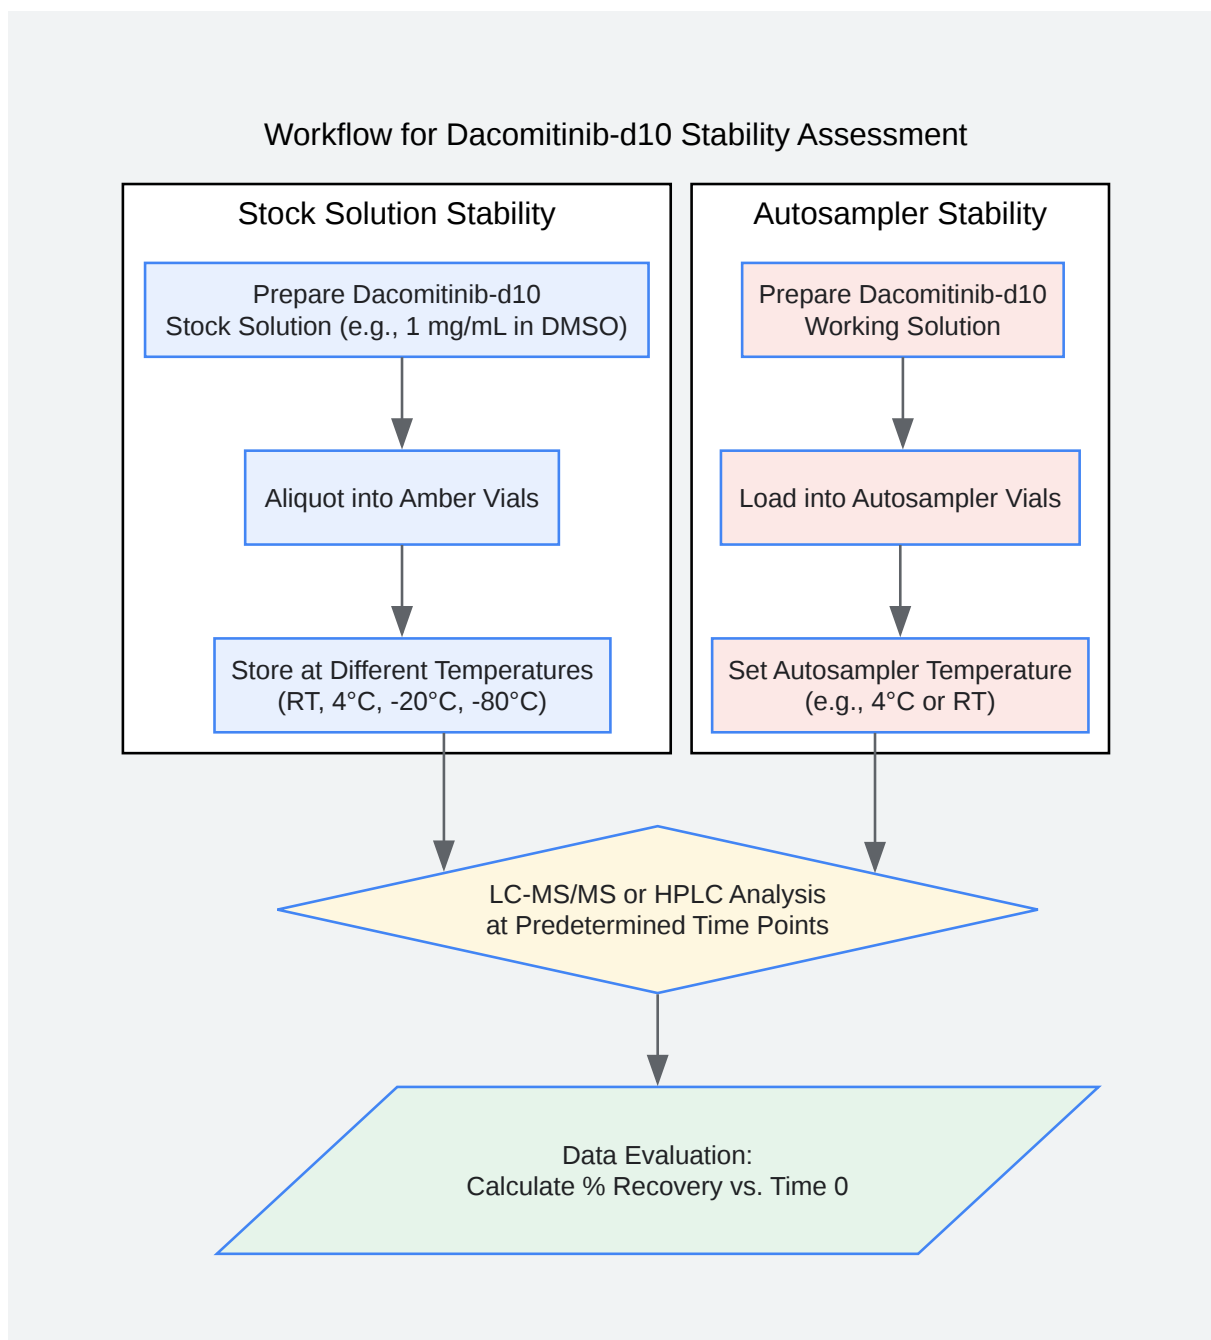 Workflow for Dacomitinib-d10 Stability Assessment
Stock Solution Stability
Prepare Dacomitinib-d10
Stock Solution (e.g., 1 mg/mL in DMSO)
Aliquot into Amber Vials
Store at Different Temperatures
(RT, 4°C, -20°C, -80°C)
Autosampler Stability
Prepare Dacomitinib-d10
Working Solution
Load into Autosampler Vials
Set Autosampler Temperature
(e.g., 4°C or RT)
LC-MS/MS or HPLC Analysis
at Predetermined Time Points
Data Evaluation:
Calculate % Recovery vs. Time 0